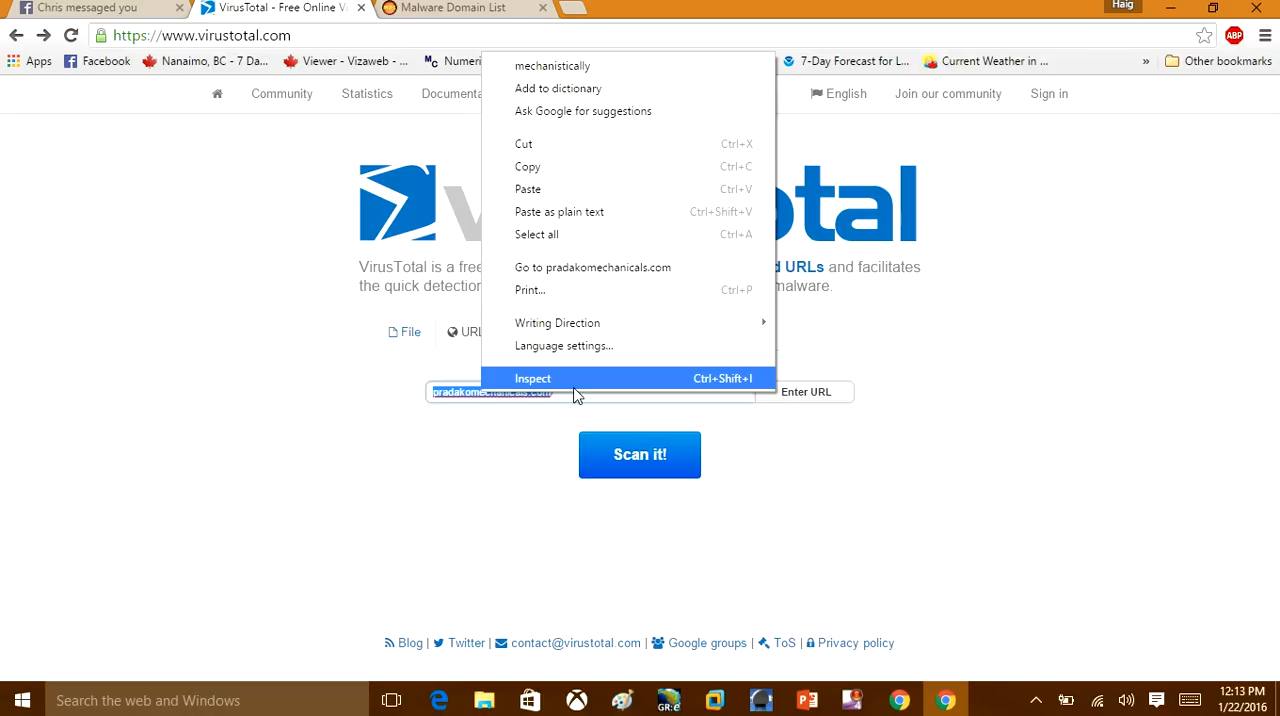 Chris messaged you
VirusTotal - Free Online V
Malware Domain List
Haig
https://www.virustotal.com
ABP
Apps
Facebook
Nanaimo, BC - 7 Da...
Viewer - Vizaweb - ...
MC Numeri
7-Day Forecast for L...
Current Weather in ...
»
Other bookmarks
Community
Statistics
Documenta
English
Join our community
Sign in
mechanistically
Add to dictionary
Ask Google for suggestions
Cut Ctrl+X
Copy Ctrl+C
Paste Ctrl+V
Paste as plain text Ctrl+Shift+V
Select all Ctrl+A
Go to pradakomechanicals.com
Print... Ctrl+P
Writing Direction
Language settings...
Inspect Ctrl+Shift+I
otal
VirusTotal is a free
d URLs and facilitates
the quick detection
malware.
File
URL
pradakomechanicals.com
Enter URL
Scan it!
Blog | Twitter | contact@virustotal.com | Google groups | ToS | Privacy policy
Search the web and Windows
GR:e
12:13 PM
1/22/2016